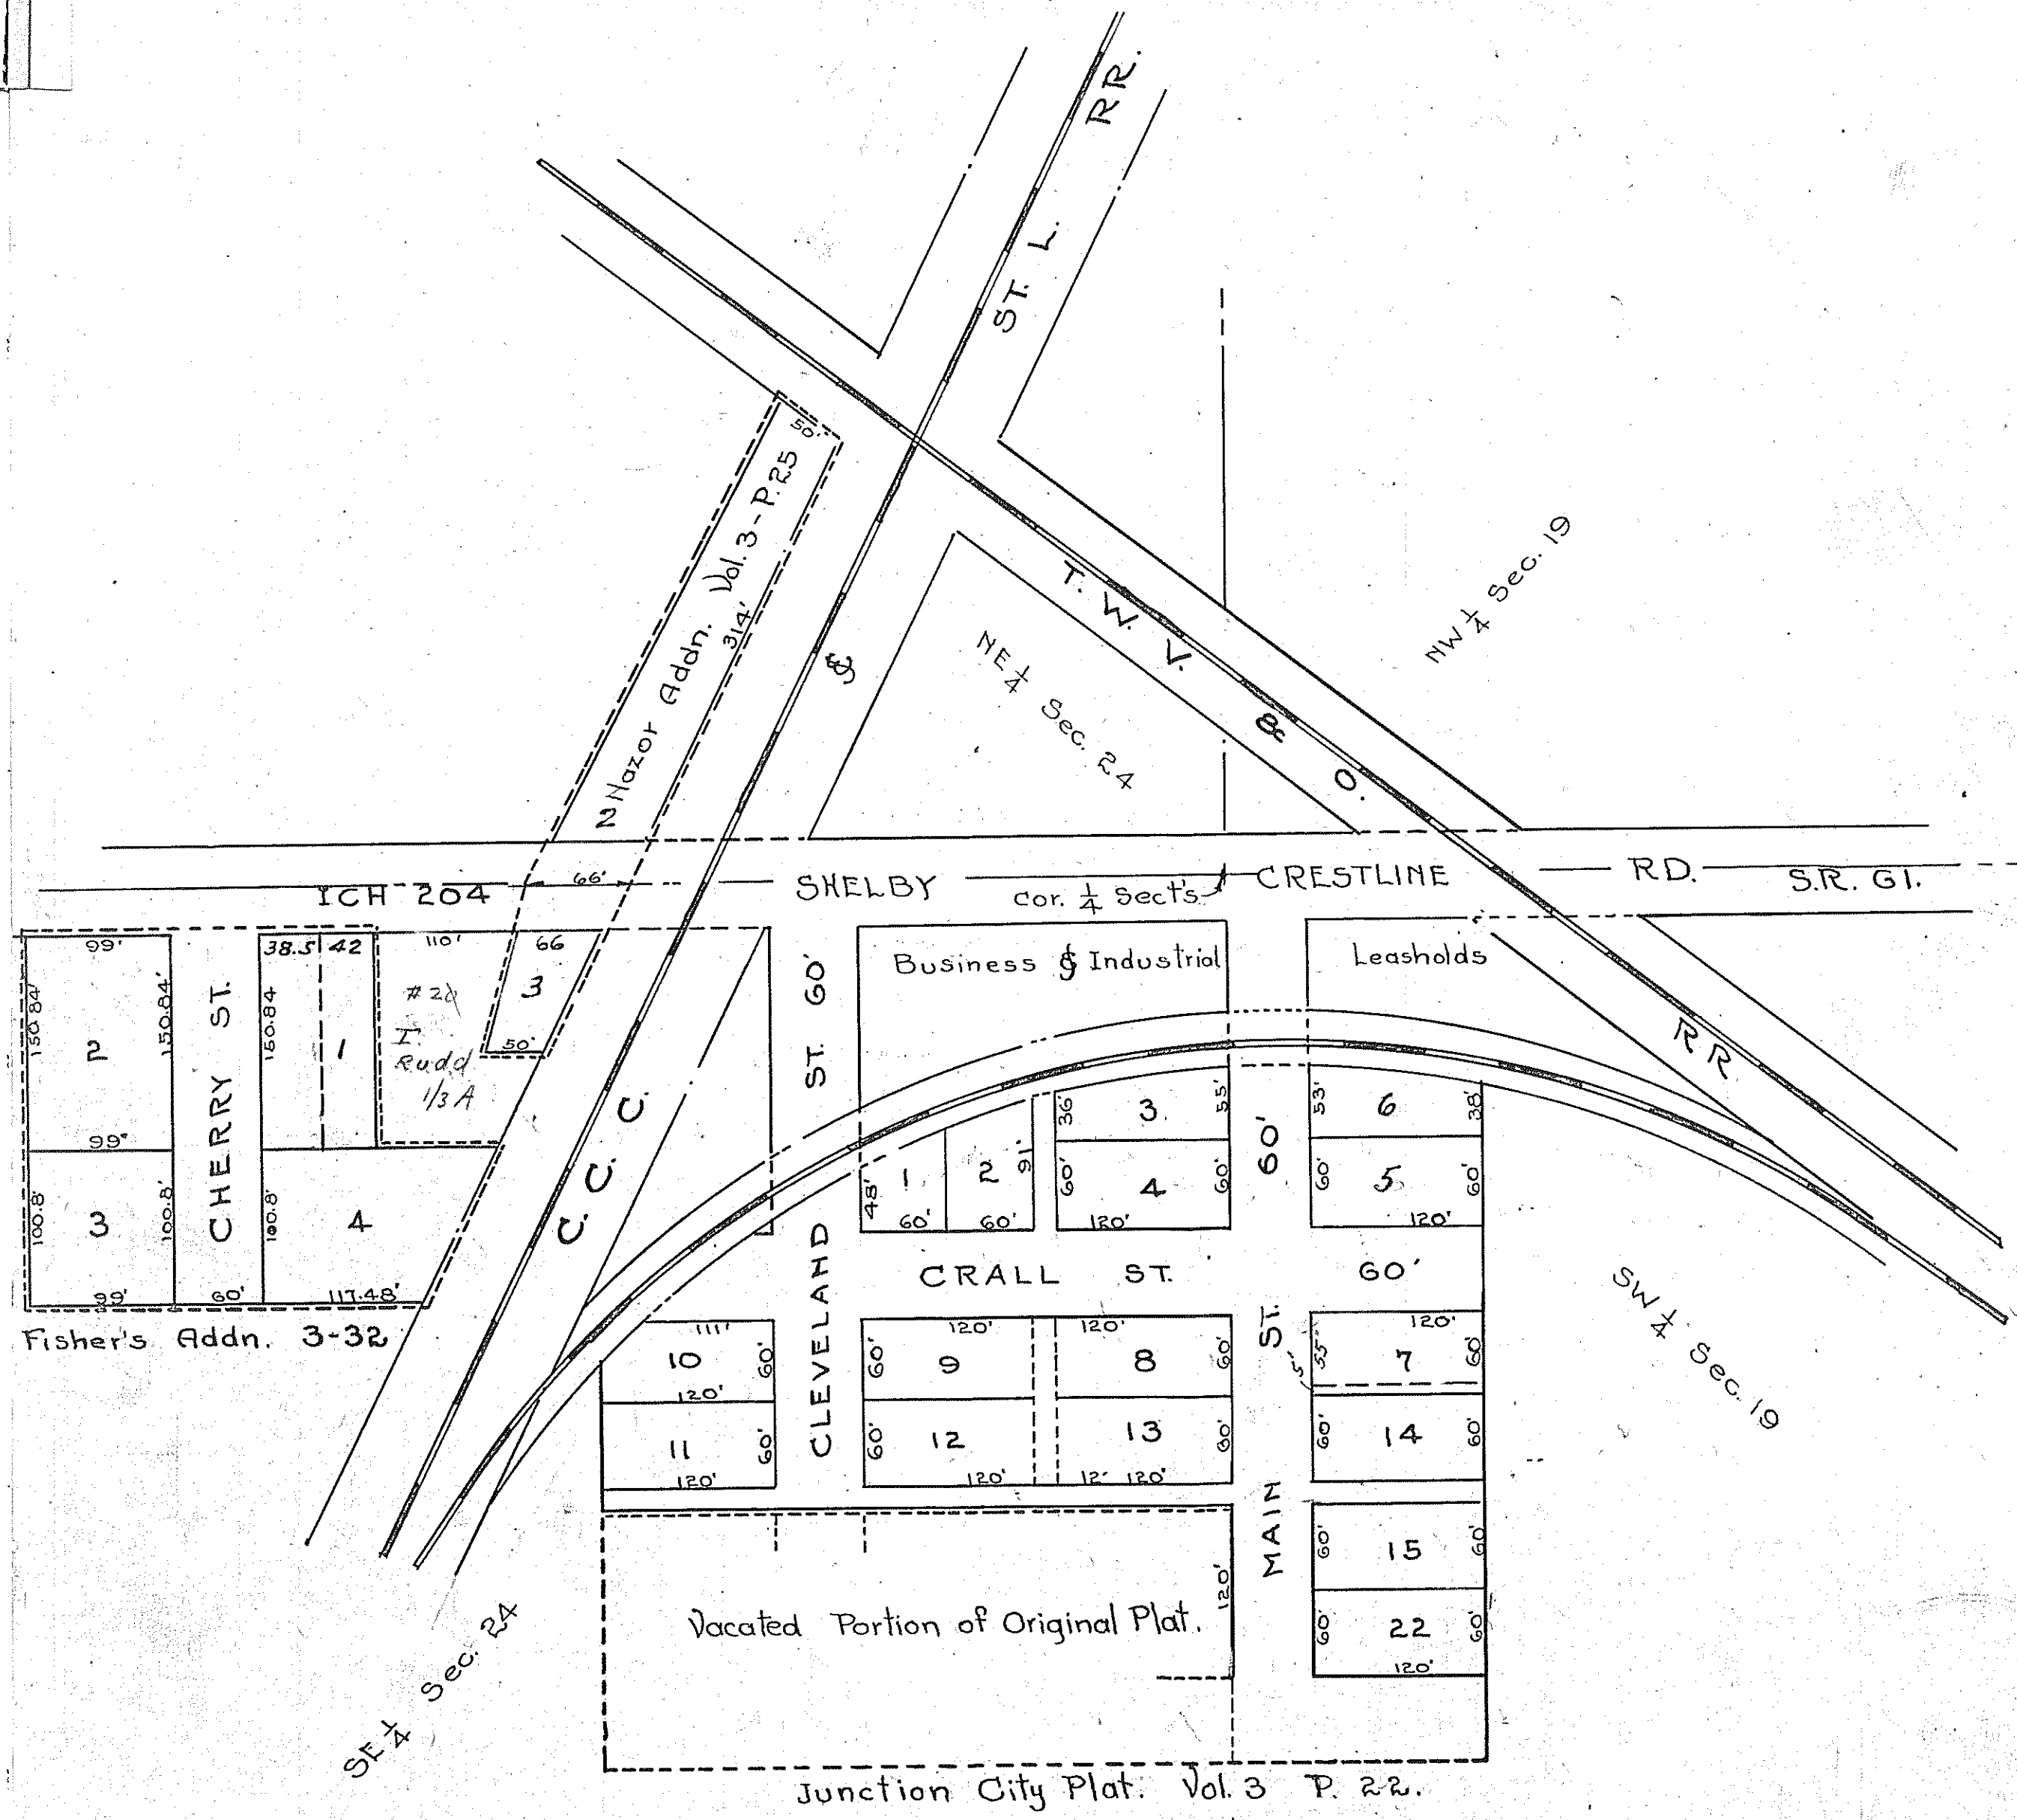 RR.
ST. L.
&
C. C. C.
T. W. V. & O.
RR.
50'
2 Nazor Addn. Vol. 3 - P. 25
314'
NE 1/4 Sec. 24
NW 1/4 Sec. 19
ICH 204
66'
SHELBY
Cor. 1/4 Sect's.
CRESTLINE
RD.
S.R. 61.
99'
150.84'
2
150.84'
99'
100.8'
3
100.8'
99'
CHERRY ST.
60'
38.5
42
150.84
1
110'
I.
Rudd
1/3 A
66
3
50'
100.8'
4
117.48'
Fisher's Addn. 3-32
ST. 60'
CLEVELAND
Business & Industrial
Leasholds
48'
1
60'
2
91'
60'
36'
3
55'
60'
4
60'
120'
60'
53'
6
38'
60'
5
60'
120'
CRALL ST.
60'
111'
10
60'
120'
11
60'
120'
120'
60'
9
60'
12
120'
120'
8
60'
13
60'
12' 120'
MAIN ST.
120'
55'
5'
7
60'
60'
14
60'
60'
15
60'
60'
22
60'
120'
SW 1/4 Sec. 19
SE 1/4 Sec. 24
Vacated Portion of Original Plat.
120'
Junction City Plat. Vol. 3 P. 22.